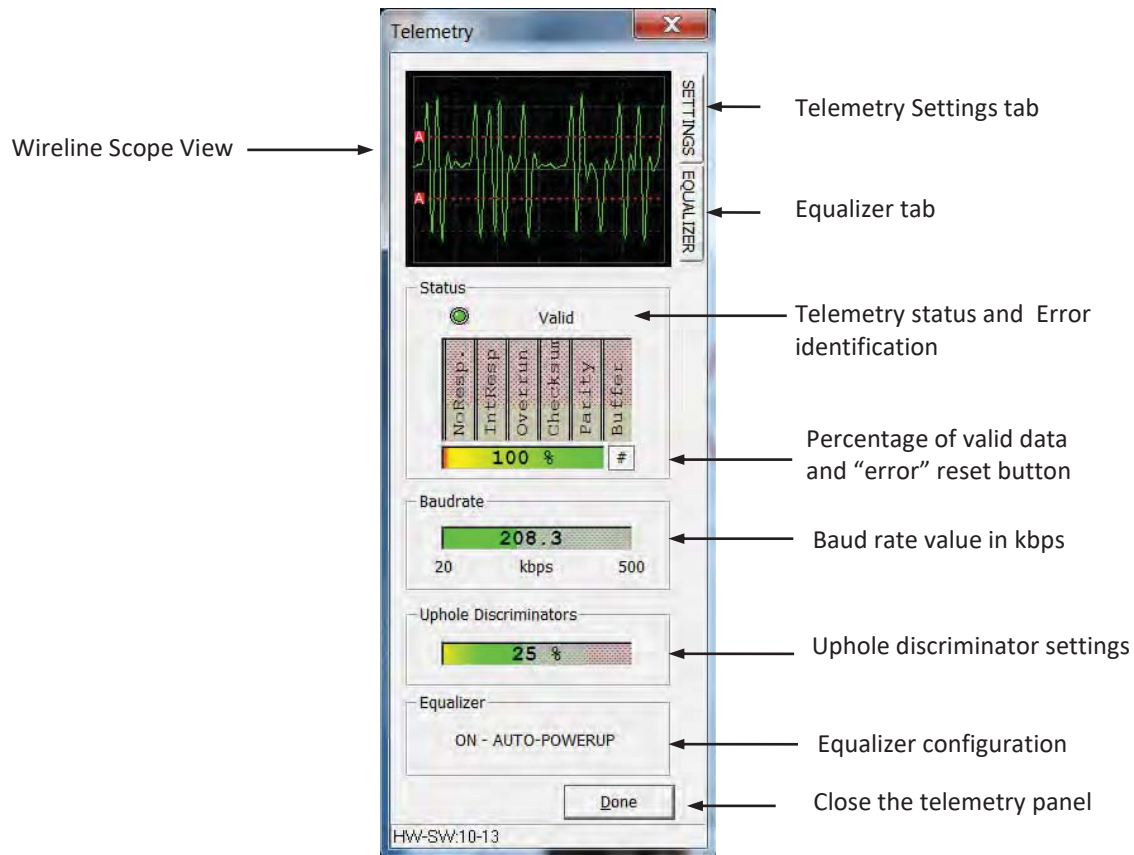 Telemetry
X
Wireline Scope View
A
A
SETTINGS
EQUALIZER
Telemetry Settings tab
Equalizer tab
Status
Valid
Telemetry status and Error
identification
NoResp.
IntResp
Overrun
Checksum
Parity
Buffer
100 %
#
Percentage of valid data
and “error” reset button
Baudrate
208.3
20 kbps 500
Baud rate value in kbps
Uphole Discriminators
25 %
Uphole discriminator settings
Equalizer
ON - AUTO-POWERUP
Equalizer configuration
Done
Close the telemetry panel
HW-SW:10-13